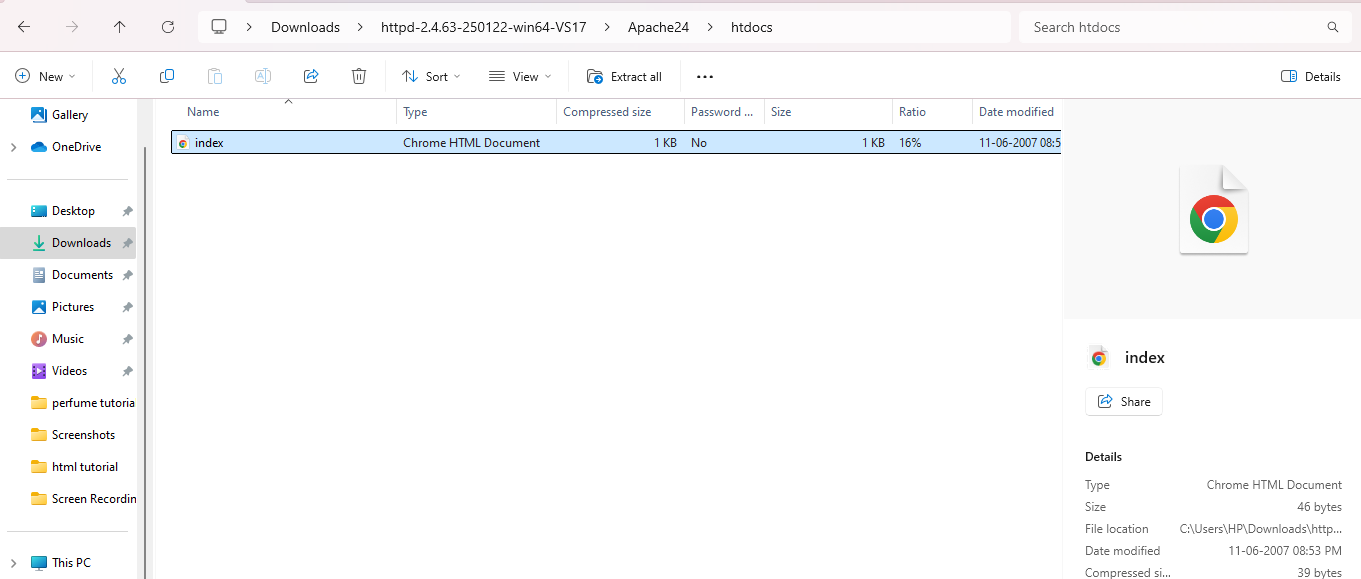 Downloads > httpd-2.4.63-250122-win64-VS17 > Apache24 > htdocs
Search htdocs
New Sort View Extract all ... Details
Name Type Compressed size Password ... Size Ratio Date modified
index Chrome HTML Document 1 KB No 1 KB 16% 11-06-2007 08:5
Gallery
OneDrive
Desktop
Downloads
Documents
Pictures
Music
Videos
perfume tutoria
Screenshots
html tutorial
Screen Recordin
This PC
index
Share
Details
Type Chrome HTML Document
Size 46 bytes
File location C:\Users\HP\Downloads\http...
Date modified 11-06-2007 08:53 PM
Compressed si... 39 bytes